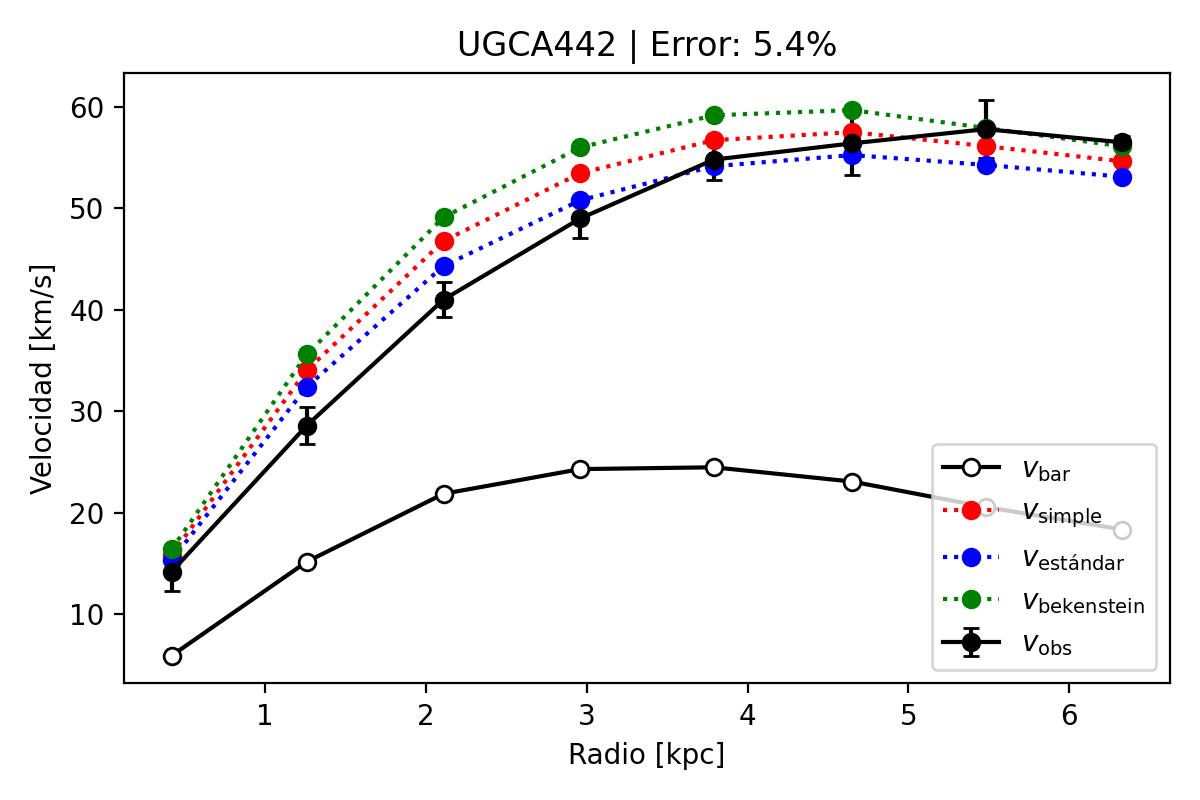 UGCA442 | Error: 5.4%
Velocidad [km/s]
60
50
40
30
20
10
v_bar
v_simple
v_estándar
v_bekenstein
v_obs
1 2 3 4 5 6
Radio [kpc]